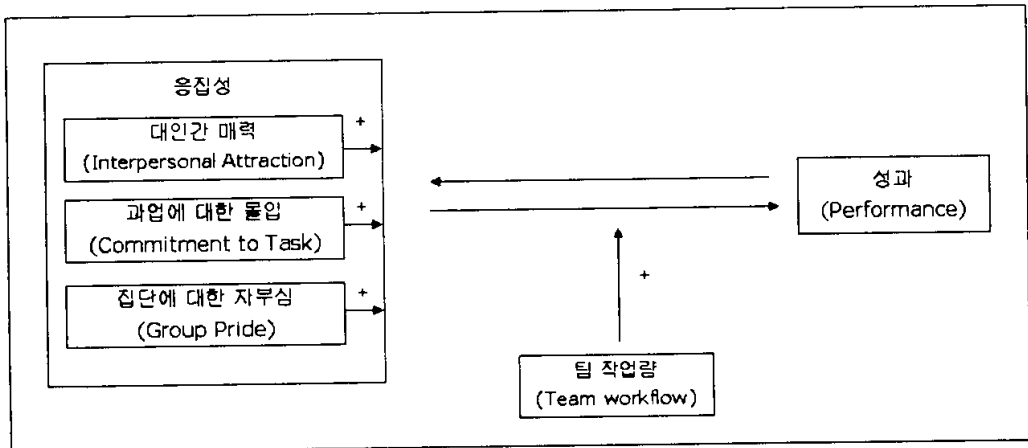 응집성
대인간 매력
(Interpersonal Attraction)
+
과업에 대한 몰입
(Commitment to Task)
+
집단에 대한 자부심
(Group Pride)
+
성과
(Performance)
+
팀 작업량
(Team workflow)